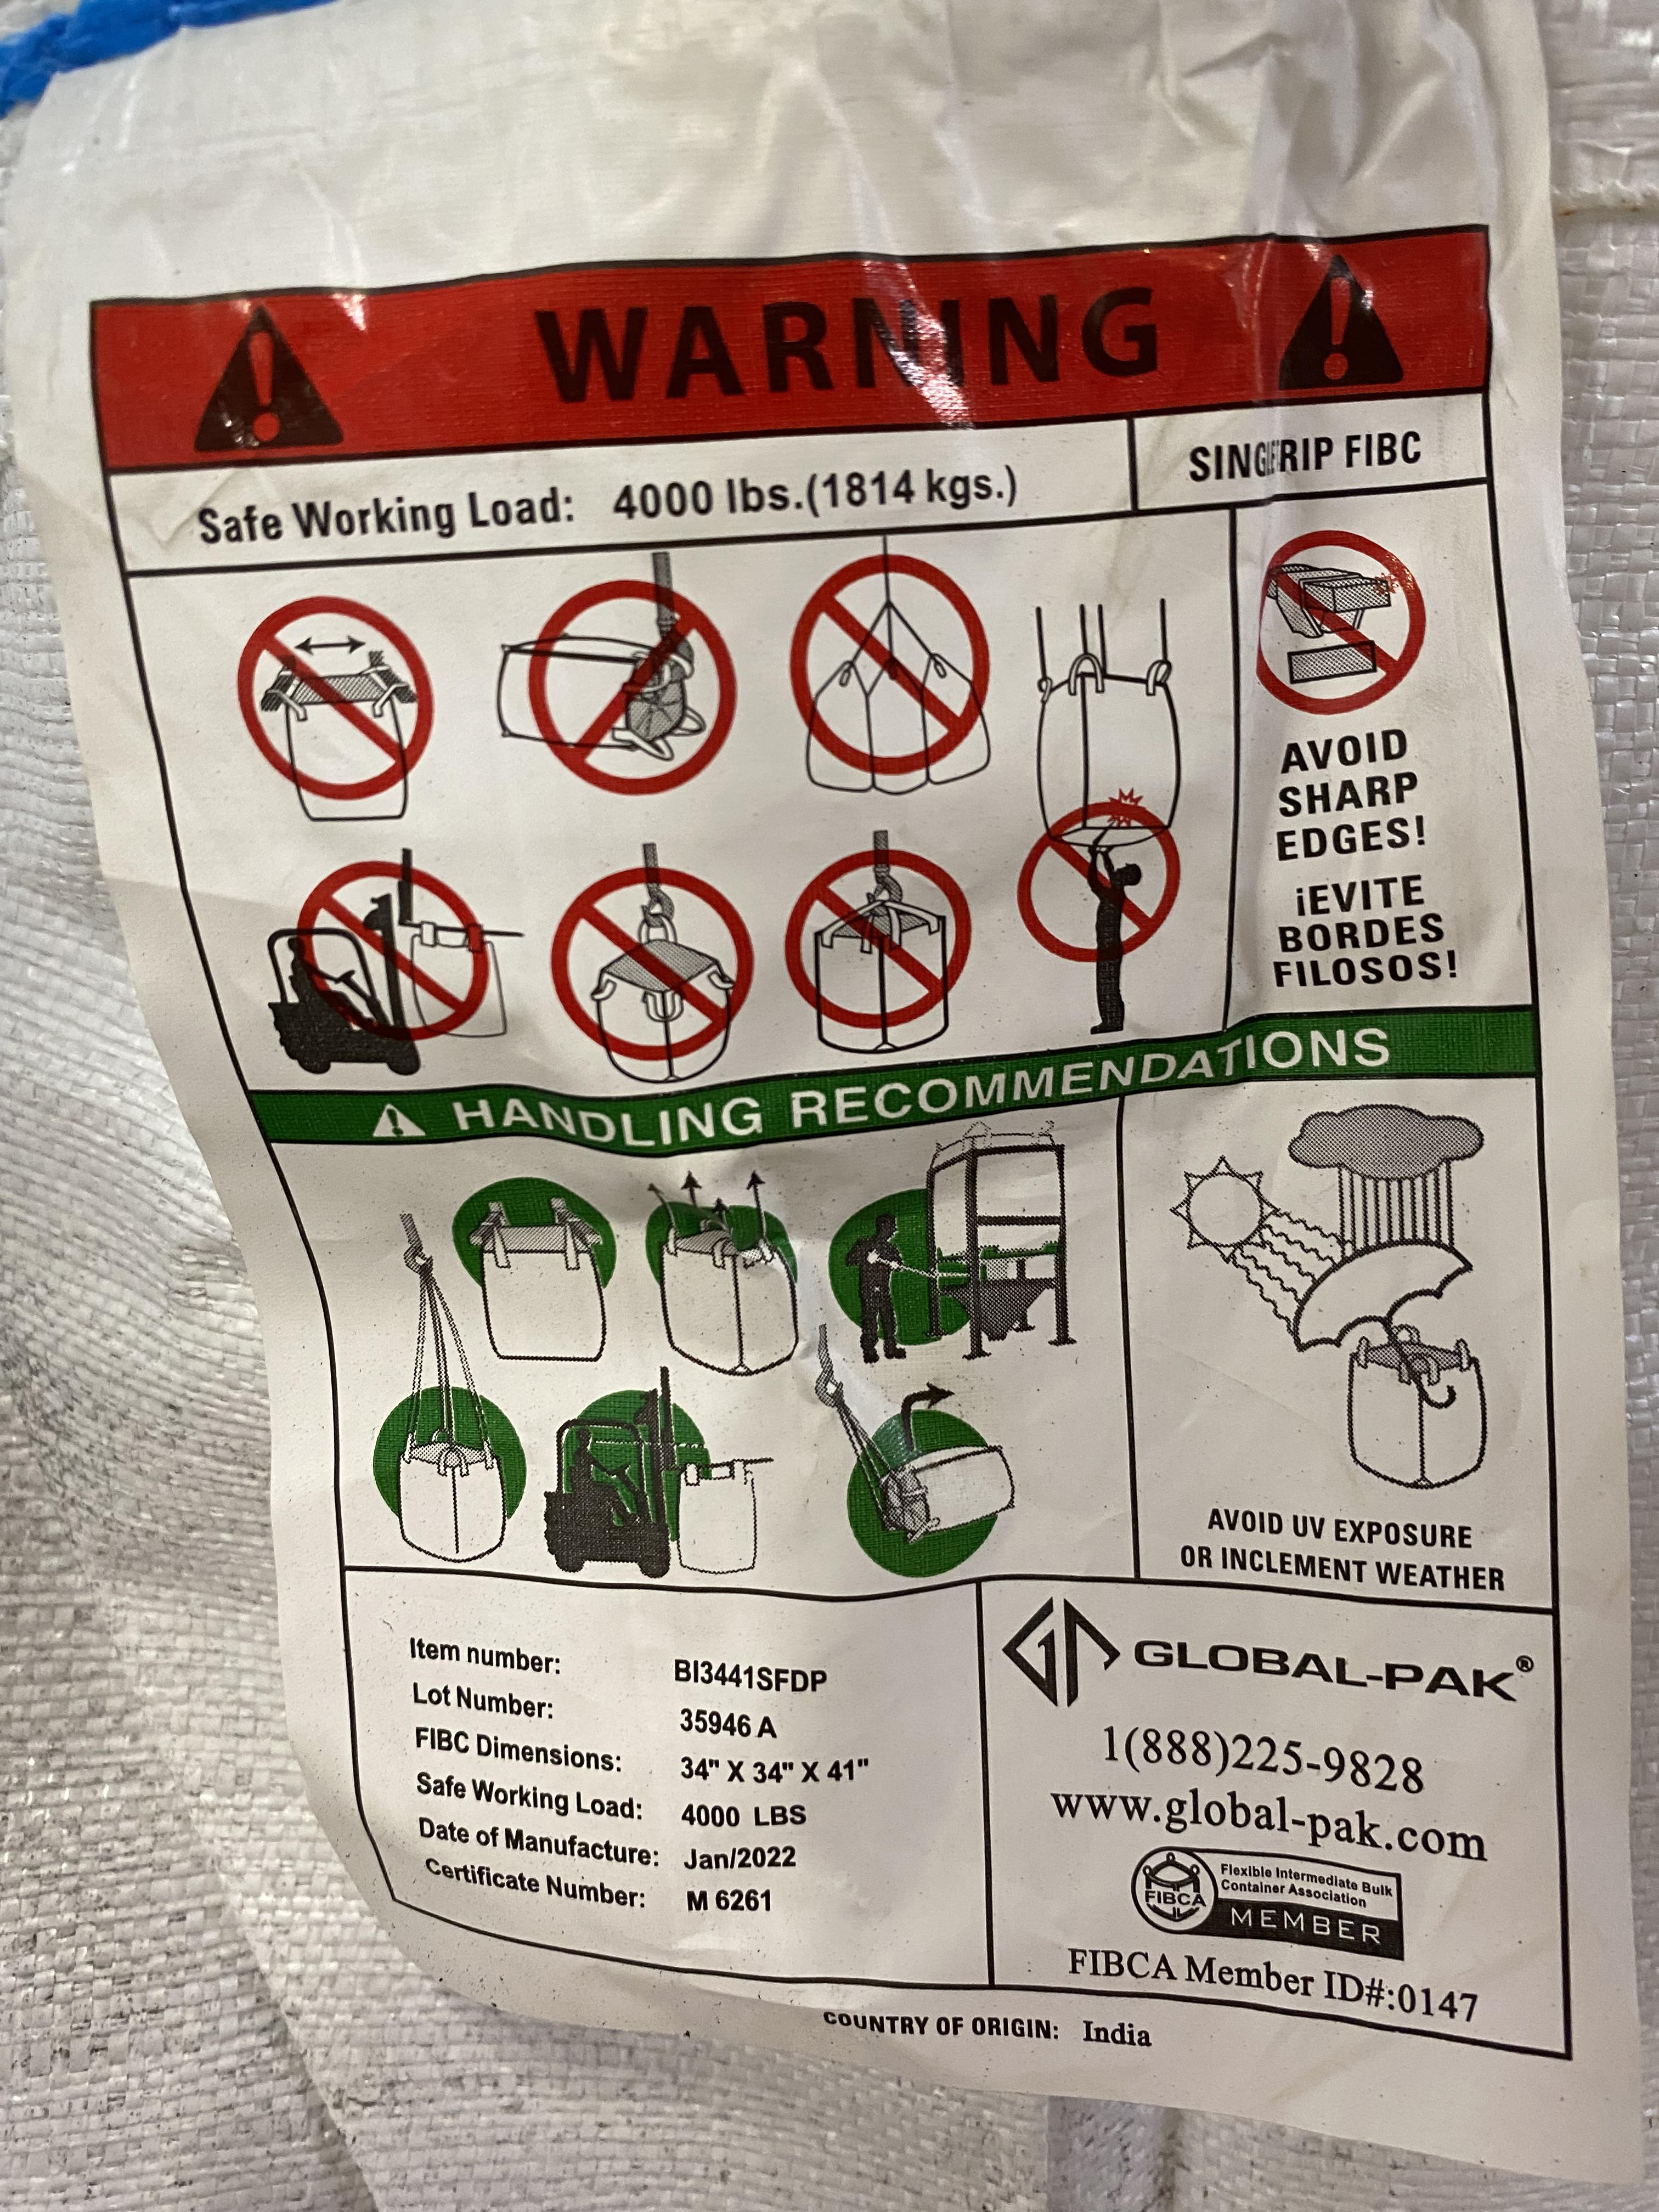 WARNING
Safe Working Load: 4000 lbs.(1814 kgs.)
FIBC
AVOID
SHARP
EDGES!
¡EVITE
BORDES
FILOSOS!
HANDLING RECOMMENDATIONS
AVOID UV EXPOSURE
OR INCLEMENT WEATHER
Item number: BI3441SFDP
Lot Number: 35946 A
FIBC Dimensions: 34" X 34" X 41"
Safe Working Load: 4000 LBS
Date of Manufacture: Jan/2022
Certificate Number: M 6261
GLOBAL-PAK®
1(888)225-9828
www.global-pak.com
FIBCA
Flexible Intermediate Bulk
Container Association
MEMBER
FIBCA Member ID#:0147
COUNTRY OF ORIGIN: India